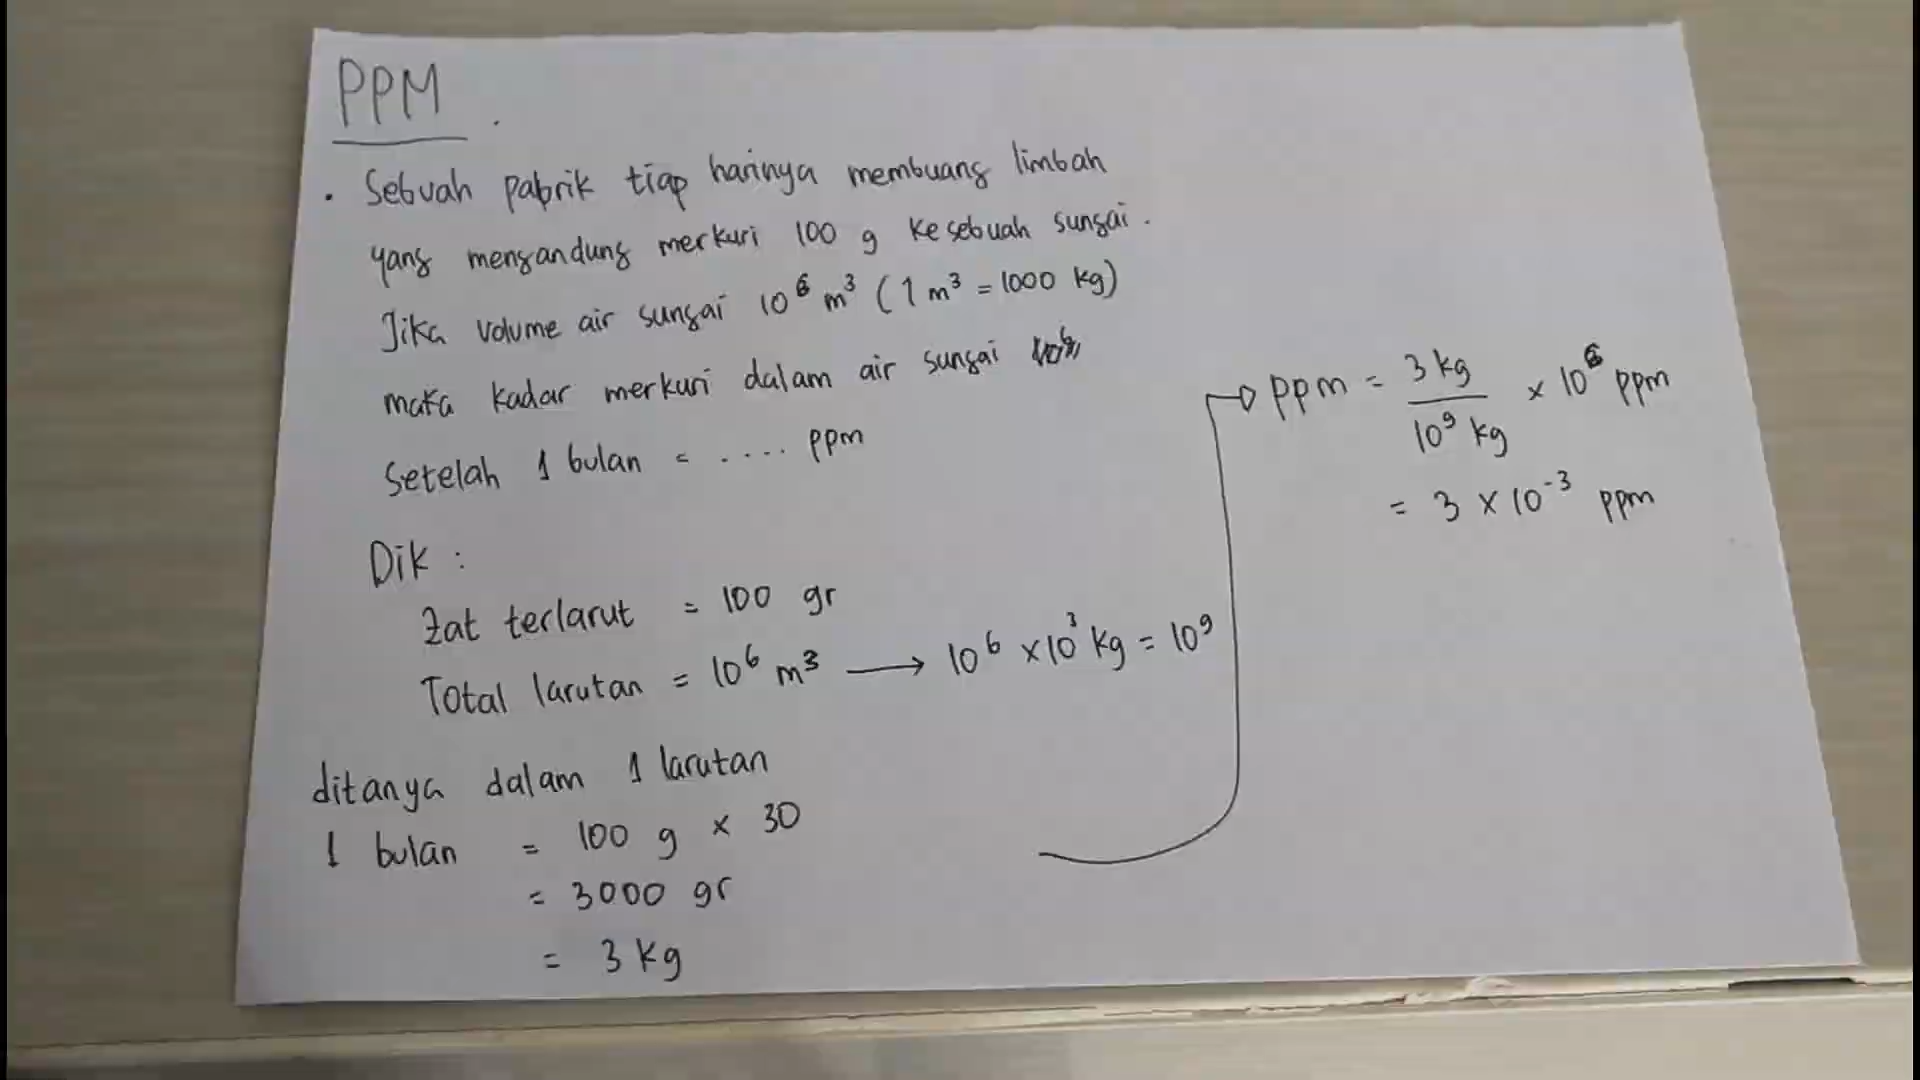 PPM
• Sebuah pabrik tiap harinya membuang limbah
yang mengandung merkuri 100 g ke sebuah sungai.
Jika volume air sungai 10⁶ m³ (1 m³ = 1000 kg)
maka kadar merkuri dalam air sungai
Setelah 1 bulan = .... ppm
Dik :
Zat terlarut = 100 gr
Total larutan = 10⁶ m³ → 10⁶ x 10³ kg = 10⁹
ditanya dalam 1 larutan
1 bulan = 100 g x 30
= 3000 gr
= 3 kg
→ ppm = 3 kg / 10⁹ kg x 10⁶ ppm
= 3 x 10⁻³ ppm